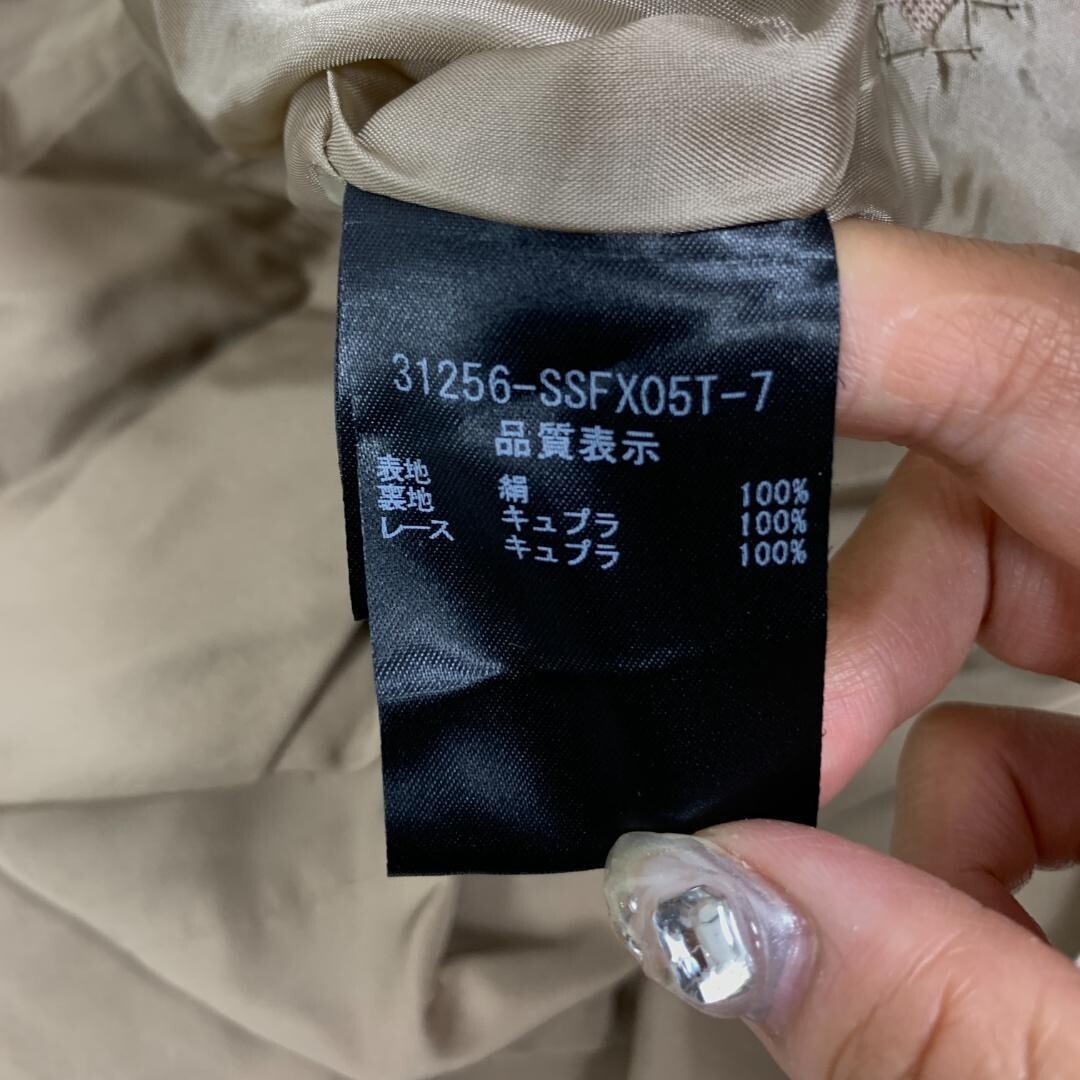 31256-SSFX05T-7
品質表示
表地 絹 100%
裏地 キュプラ 100%
レース キュプラ 100%